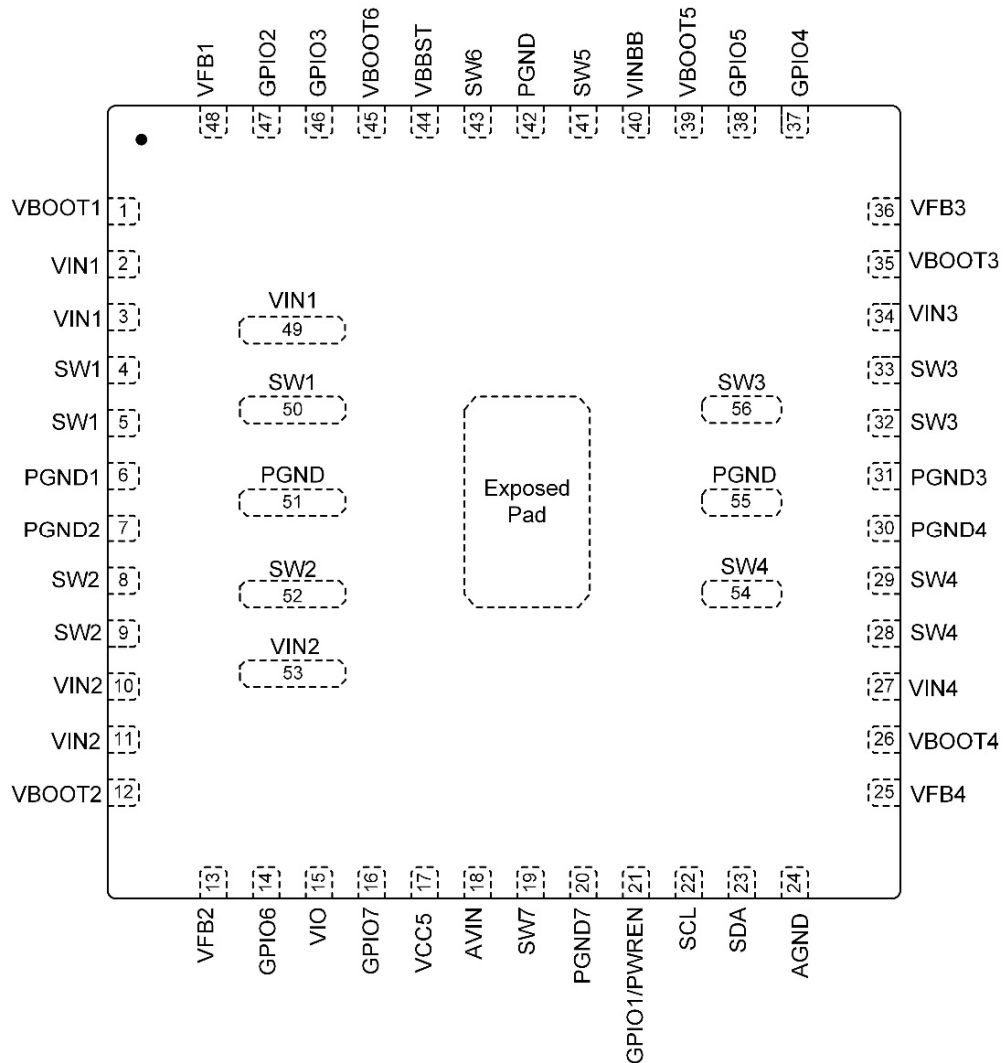 VFB1 GPIO2 GPIO3 VBOOT6 VBBST SW6 PGND SW5 VINBB VBOOT5 GPIO5 GPIO4
48 47 46 45 44 43 42 41 40 39 38 37
VBOOT1 1 36 VFB3
VIN1 2 35 VBOOT3
VIN1 3 34 VIN3
VIN1
49
SW1 4 33 SW3
SW1 SW3
50 56
SW1 5 32 SW3
PGND1 6 31 PGND3
PGND Exposed PGND
51 Pad 55
PGND2 7 30 PGND4
SW2 8 29 SW4
SW2 SW4
52 54
SW2 9 28 SW4
VIN2
53
VIN2 10 27 VIN4
VIN2 11 26 VBOOT4
VBOOT2 12 25 VFB4
13 14 15 16 17 18 19 20 21 22 23 24
VFB2 GPIO6 VIO GPIO7 VCC5 AVIN SW7 PGND7 GPIO1/PWREN SCL SDA AGND